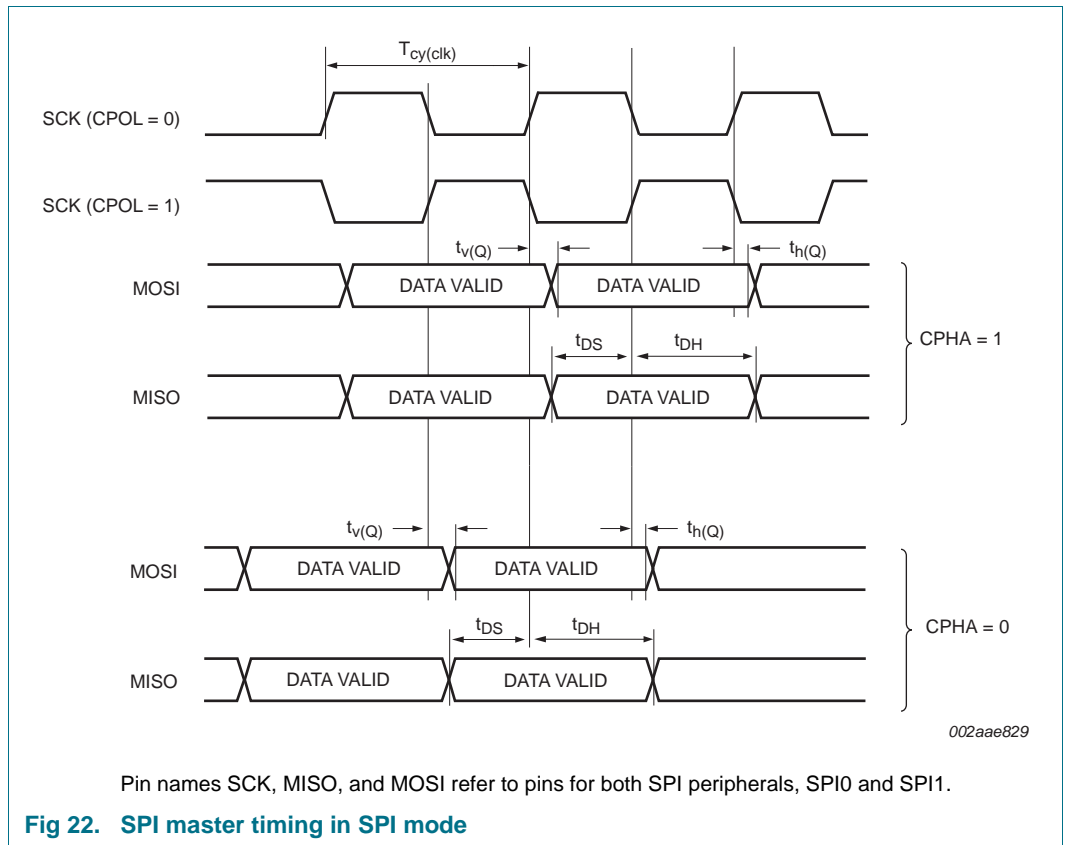 Tcy(clk)
SCK (CPOL = 0)
SCK (CPOL = 1)
tv(Q) th(Q)
MOSI DATA VALID DATA VALID
tDS tDH CPHA = 1
MISO DATA VALID DATA VALID
tv(Q) th(Q)
MOSI DATA VALID DATA VALID
tDS tDH CPHA = 0
MISO DATA VALID DATA VALID
002aae829
Pin names SCK, MISO, and MOSI refer to pins for both SPI peripherals, SPI0 and SPI1.
Fig 22. SPI master timing in SPI mode